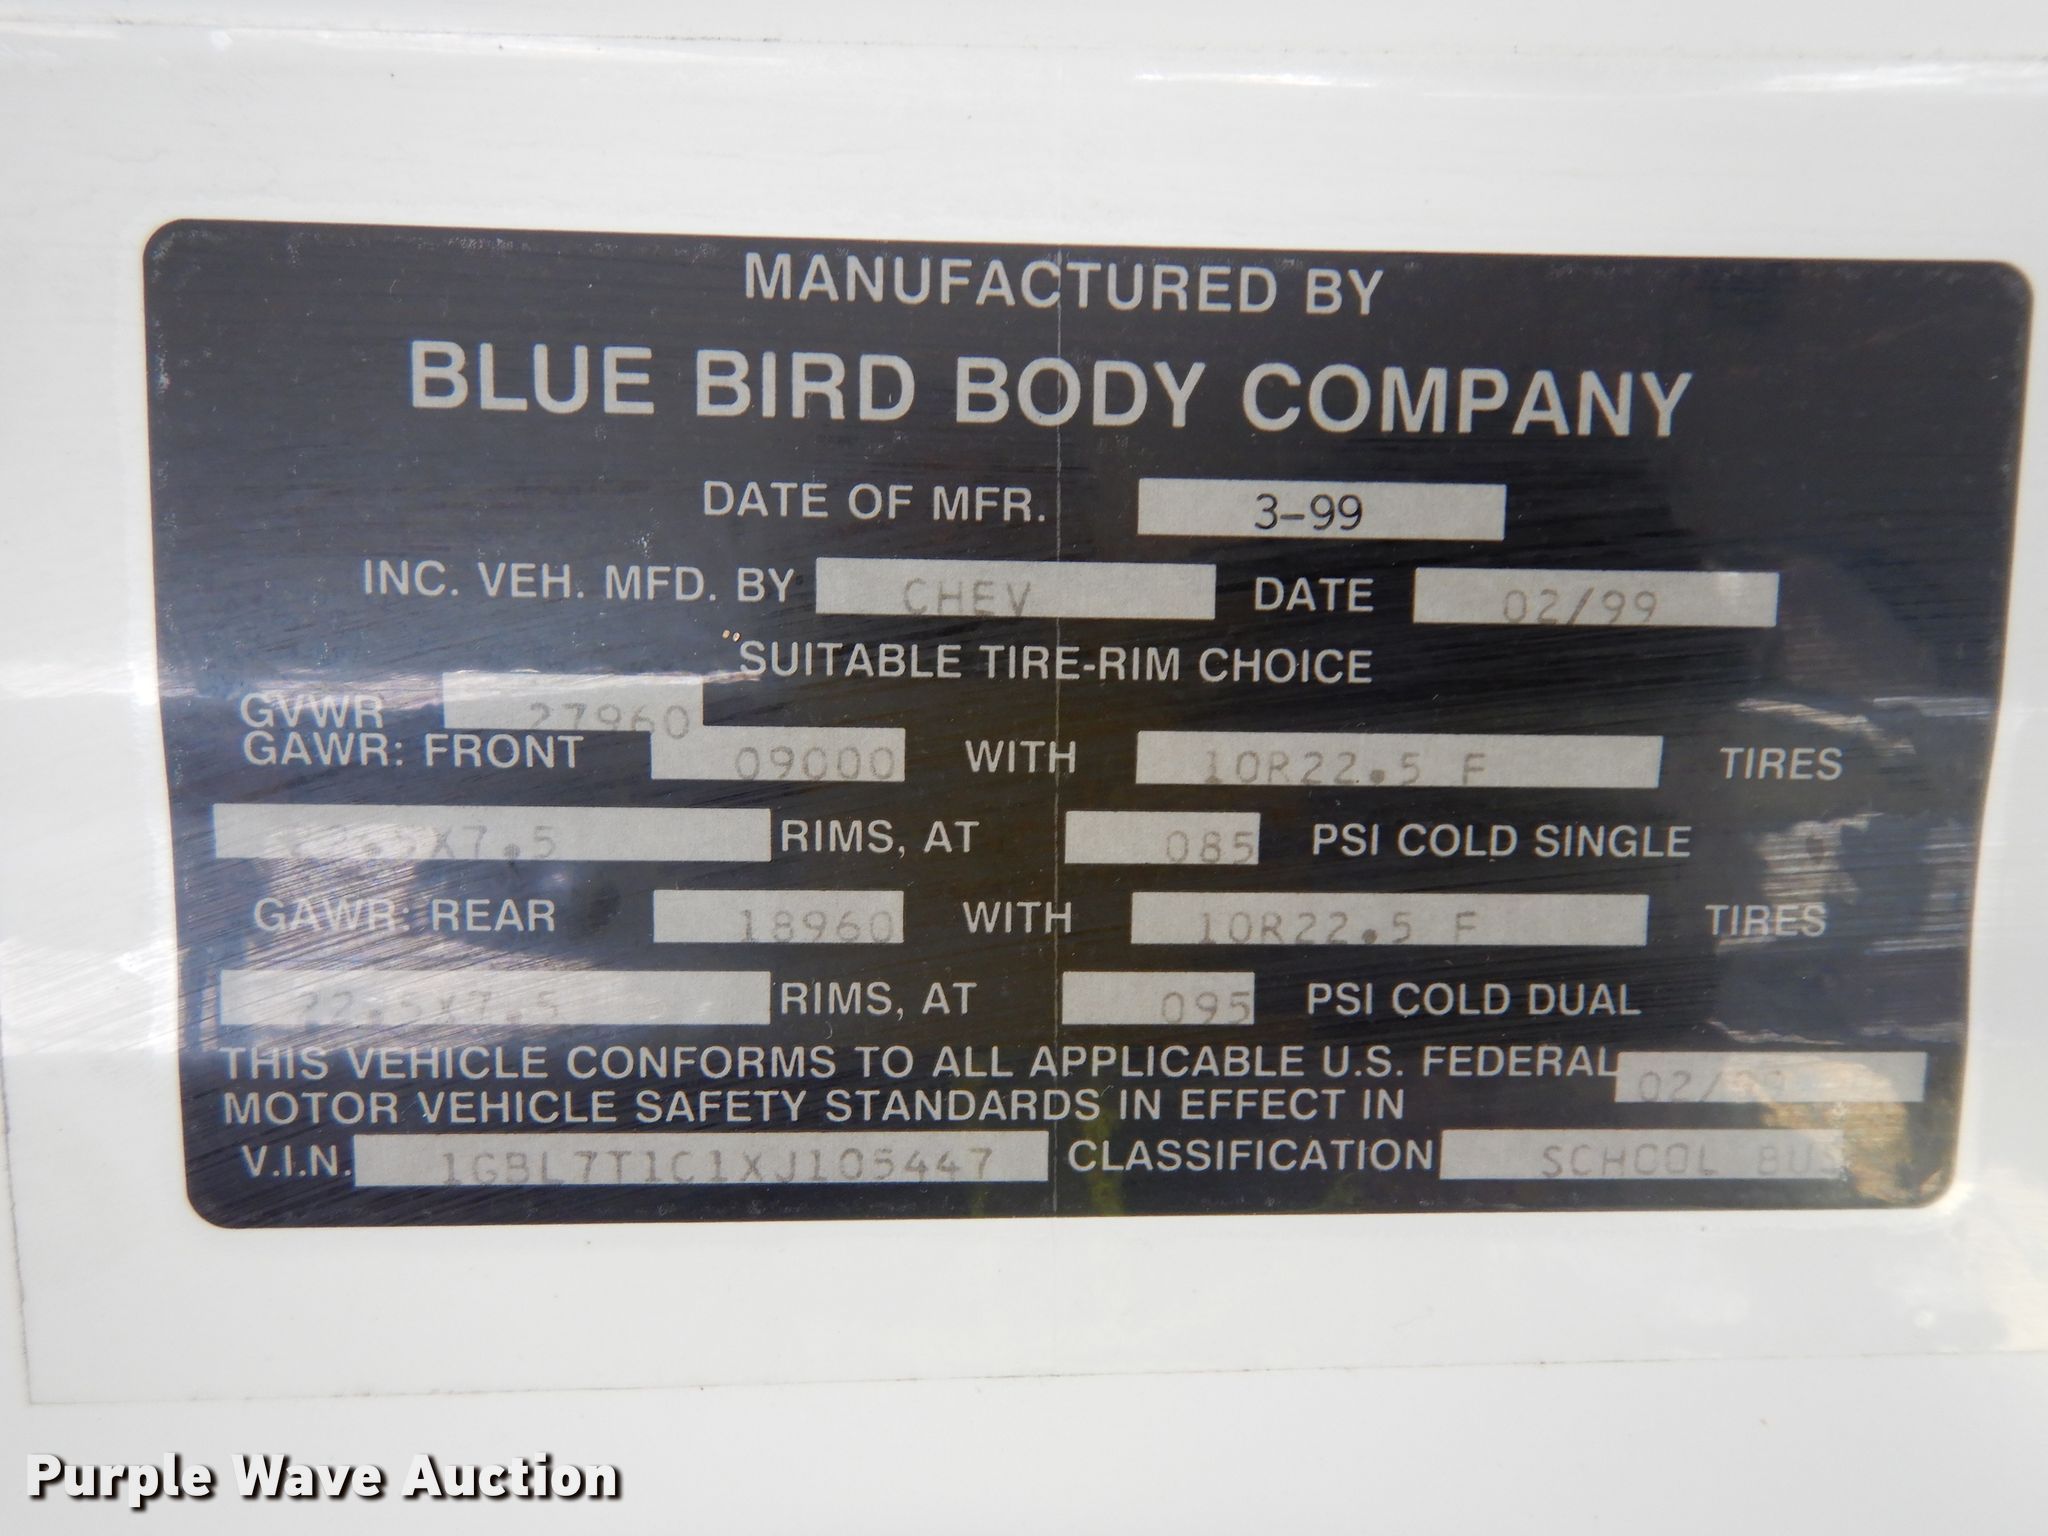 MANUFACTURED BY
BLUE BIRD BODY COMPANY
DATE OF MFR. 3-99
INC. VEH. MFD. BY CHEV DATE 02/99
SUITABLE TIRE-RIM CHOICE
GVWR 27960
GAWR: FRONT 09000 WITH 10R22.5 F TIRES
22.5X7.5 RIMS, AT 085 PSI COLD SINGLE
GAWR: REAR 18960 WITH 10R22.5 F TIRES
22.5X7.5 RIMS, AT 095 PSI COLD DUAL
THIS VEHICLE CONFORMS TO ALL APPLICABLE U.S. FEDERAL 02/99
MOTOR VEHICLE SAFETY STANDARDS IN EFFECT IN
V.I.N. 1GBL7T1C1XJ105447 CLASSIFICATION SCHOOL BUS
Purple Wave Auction